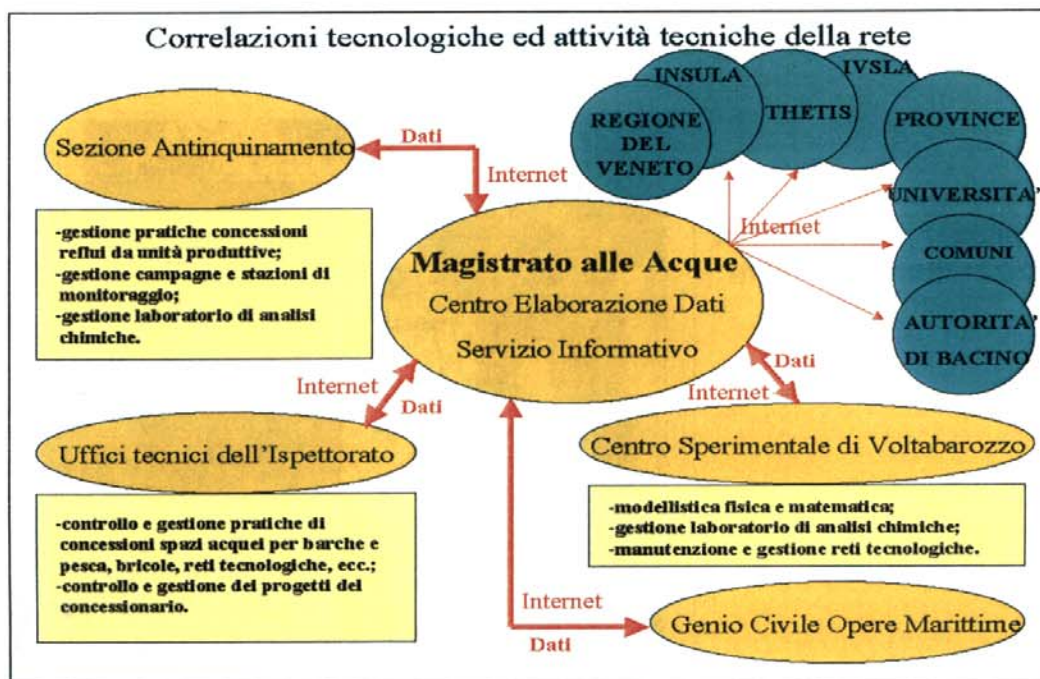 Correlazioni tecnologiche ed attività tecniche della rete
INSULA
IVSLA
REGIONE
DEL
VENETO
THETIS
PROVINCE
UNIVERSITA'
COMUNI
AUTORITA'
DI BACINO
Internet
Sezione Antinquinamento
Dati
Internet
-gestione pratiche concessioni
reflui da unità produttive;
-gestione campagne e stazioni di
monitoraggio;
-gestione laboratorio di analisi
chimiche.
Magistrato alle Acque
Centro Elaborazione Dati
Servizio Informativo
Internet
Dati
Dati
Internet
Uffici tecnici dell'Ispettorato
-controllo e gestione pratiche di
concessioni spazi acquei per barche e
pesca, bricole, reti tecnologiche, ecc.;
-controllo e gestione dei progetti del
concessionario.
Centro Sperimentale di Voltabarozzo
-modellistica fisica e matematica;
-gestione laboratorio di analisi chimiche;
-manutenzione e gestione reti tecnologiche.
Internet
Dati
Genio Civile Opere Marittime